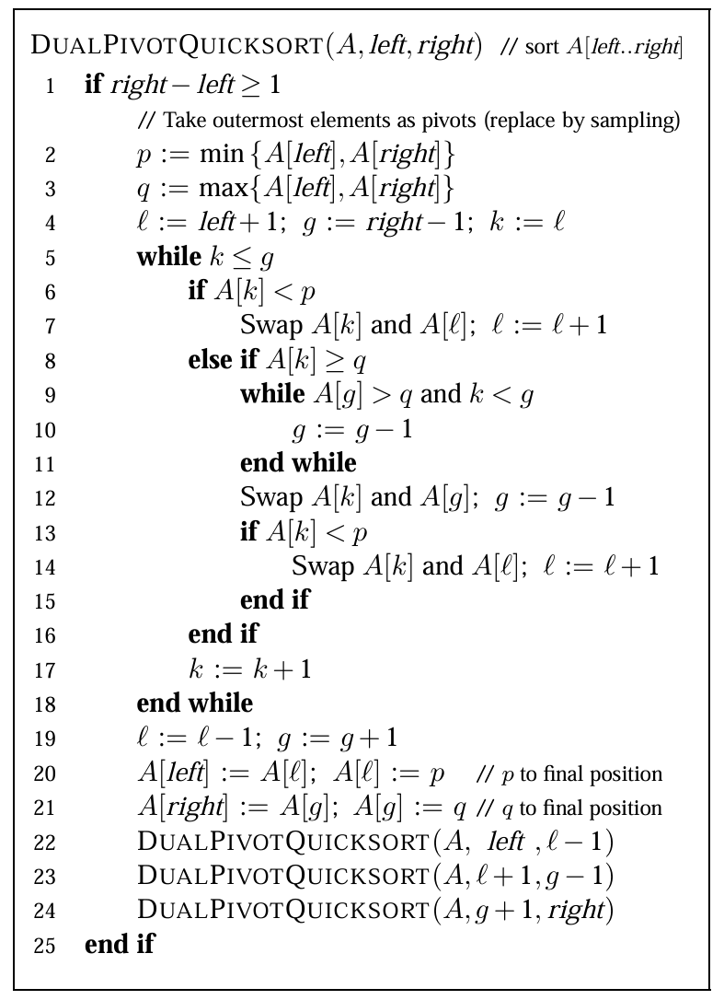 DUALPIVOTQUICKSORT(A, left, right) // sort A[left..right]
1 if right − left ≥ 1
// Take outermost elements as pivots (replace by sampling)
2 p := min {A[left], A[right]}
3 q := max{A[left], A[right]}
4 ℓ := left + 1; g := right − 1; k := ℓ
5 while k ≤ g
6 if A[k] < p
7 Swap A[k] and A[ℓ]; ℓ := ℓ + 1
8 else if A[k] ≥ q
9 while A[g] > q and k < g
10 g := g − 1
11 end while
12 Swap A[k] and A[g]; g := g − 1
13 if A[k] < p
14 Swap A[k] and A[ℓ]; ℓ := ℓ + 1
15 end if
16 end if
17 k := k + 1
18 end while
19 ℓ := ℓ − 1; g := g + 1
20 A[left] := A[ℓ]; A[ℓ] := p // p to final position
21 A[right] := A[g]; A[g] := q // q to final position
22 DUALPIVOTQUICKSORT(A, left , ℓ − 1)
23 DUALPIVOTQUICKSORT(A, ℓ + 1, g − 1)
24 DUALPIVOTQUICKSORT(A, g + 1, right)
25 end if